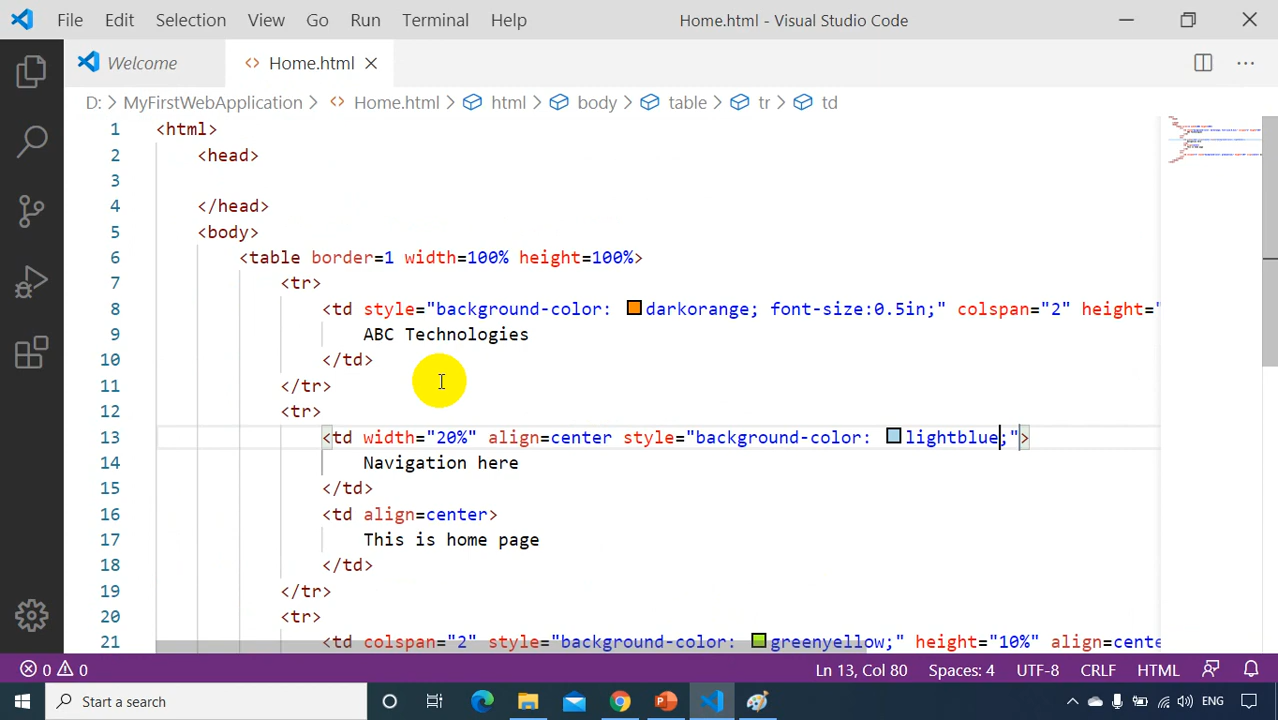 File Edit Selection View Go Run Terminal Help Home.html - Visual Studio Code
Welcome Home.html
D: > MyFirstWebApplication > Home.html > html > body > table > tr > td
1 <html>
2 <head>
3
4 </head>
5 <body>
6 <table border=1 width=100% height=100%>
7 <tr>
8 <td style="background-color: darkorange; font-size:0.5in;" colspan="2" height="
9 ABC Technologies
10 </td>
11 </tr>
12 <tr>
13 <td width="20%" align=center style="background-color: lightblue;">
14 Navigation here
15 </td>
16 <td align=center>
17 This is home page
18 </td>
19 </tr>
20 <tr>
21 <td colspan="2" style="background-color: greenyellow;" height="10%" align=cente
0 0 Ln 13, Col 80 Spaces: 4 UTF-8 CRLF HTML
Start a search ENG